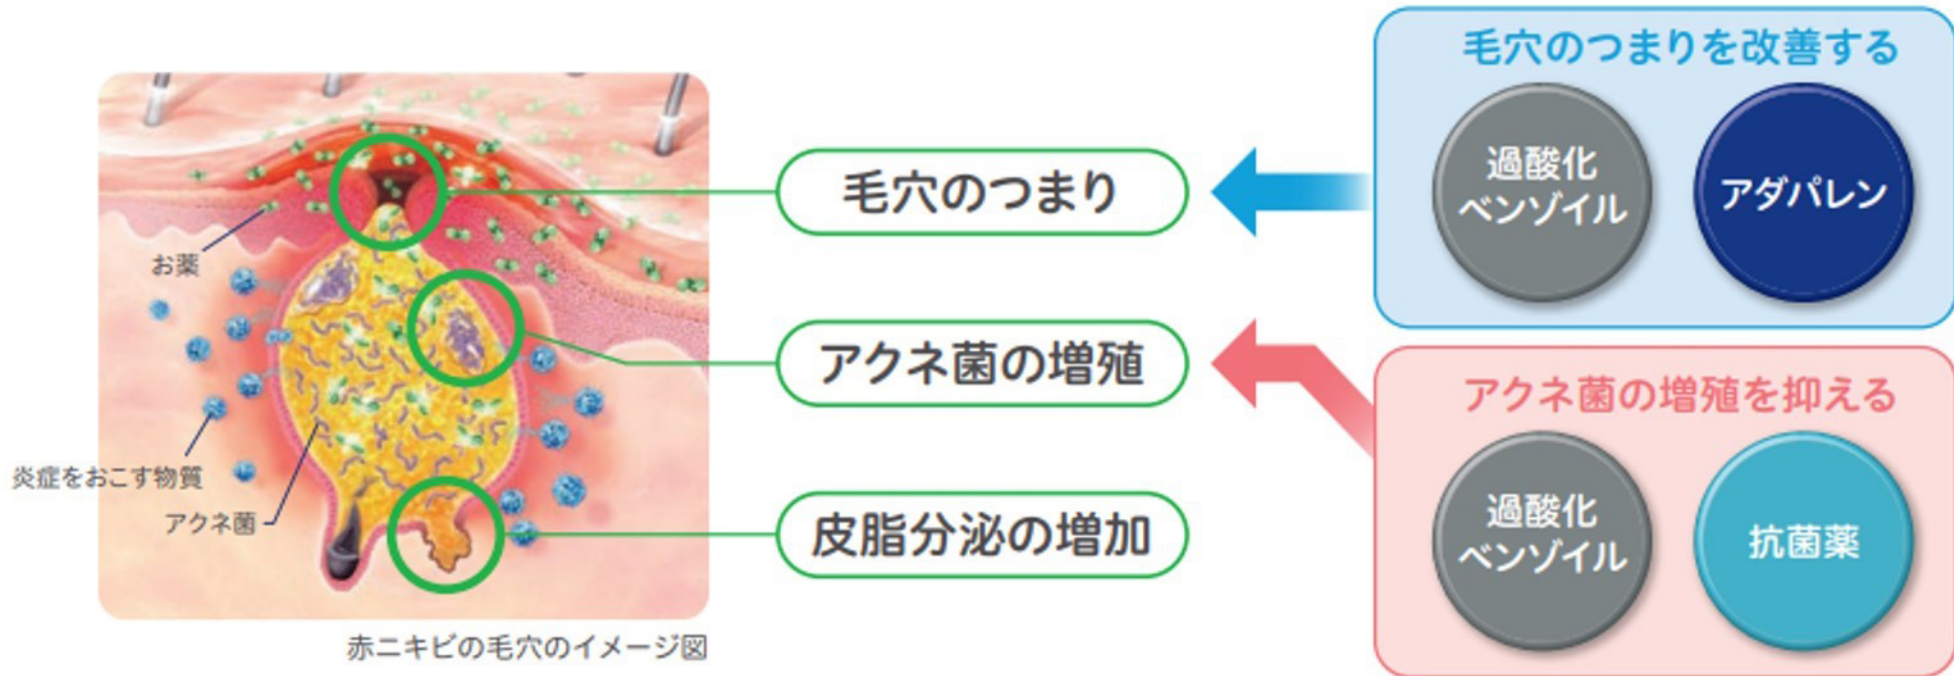 お薬
炎症をおこす物質
アクネ菌
赤ニキビの毛穴のイメージ図
毛穴のつまり
アクネ菌の増殖
皮脂分泌の増加
毛穴のつまりを改善する
過酸化
ベンゾイル
アダパレン
アクネ菌の増殖を抑える
過酸化
ベンゾイル
抗菌薬